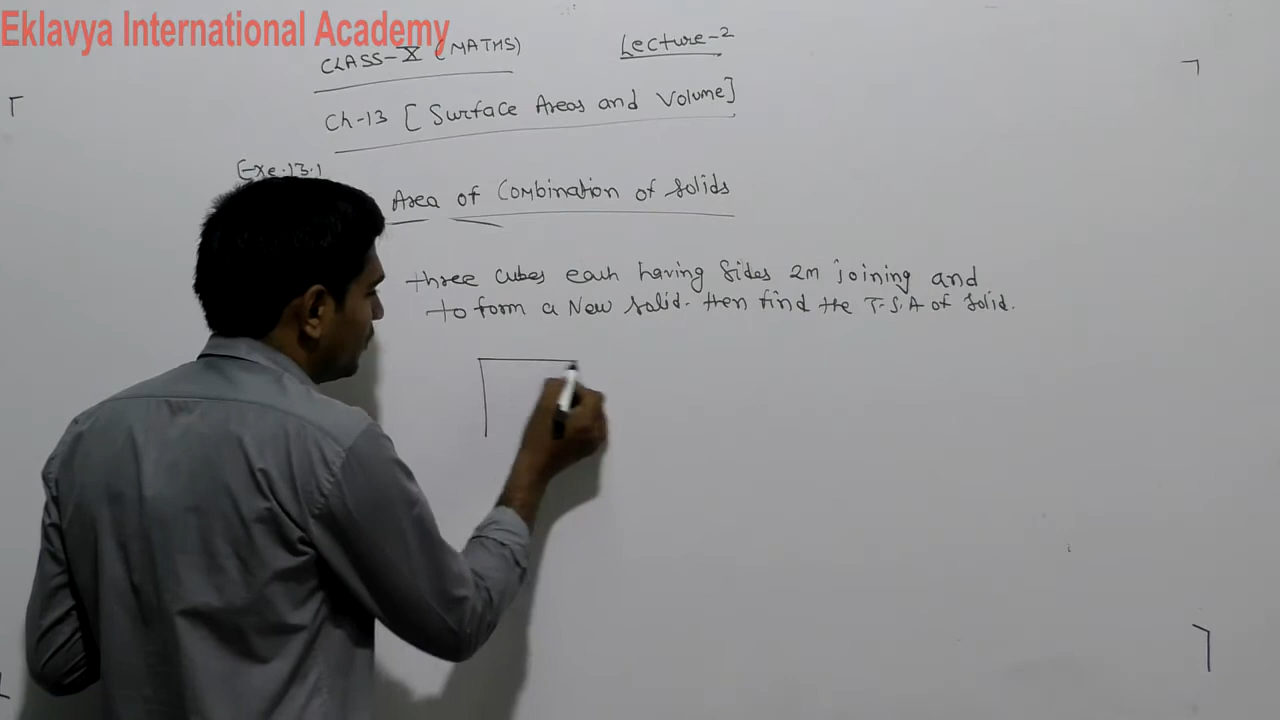 Eklavya International Academy
CLASS-X (MATHS) Lecture-2
Ch-13 [Surface Areas and Volume]
Exe.13.1
Area of Combination of solids
three cubes each having Sides 2m joining and
to form a New solid. then find the T.S.A of solid.